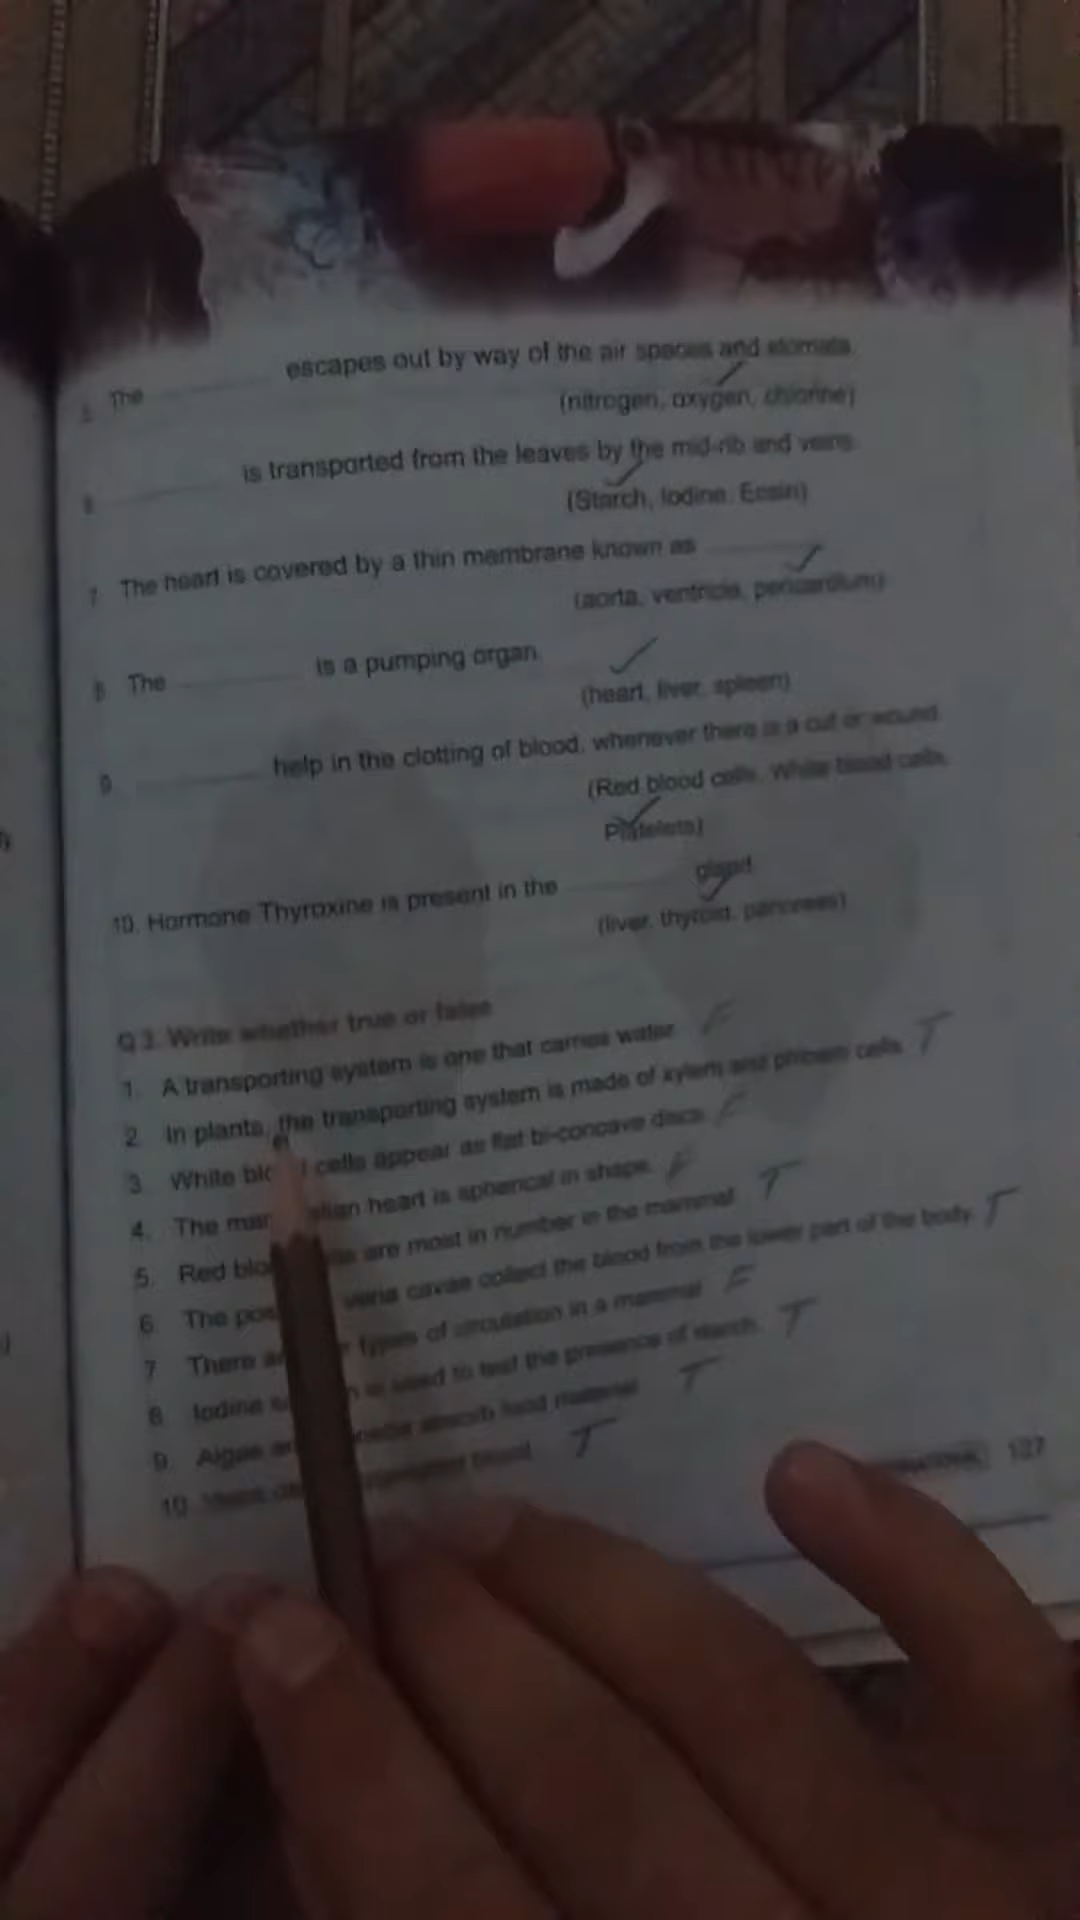 5. The escapes out by way of the air spaces and stomata.
(nitrogen, oxygen, chlorine)
6. is transported from the leaves by the mid-rib and veins.
(Starch, Iodine, Eosin)
7. The heart is covered by a thin membrane known as
(aorta, ventricle, pericardium)
8. The is a pumping organ.
(heart, liver, spleen)
9. help in the clotting of blood, whenever there is a cut or wound.
(Red blood cells, White blood cells,
Platelets)
10. Hormone Thyroxine is present in the gland.
(liver, thyroid, pancreas)
Q 3. Write whether true or false
1. A transporting system is one that carries water. F
2. In plants, the transporting system is made of xylem and phloem cells. T
3. White cells appear as flat bi-concave discs. F
4. The heart is spherical in shape. F
5. Red are most in number in the mammal. T
6. The vena cavae collect the blood from the lower part of the body. T
7. There types of circulation in a mammal. F
8. Iodine is used to test the presence of starch. T
9. Algae absorb food material. T
10. blood. T
127